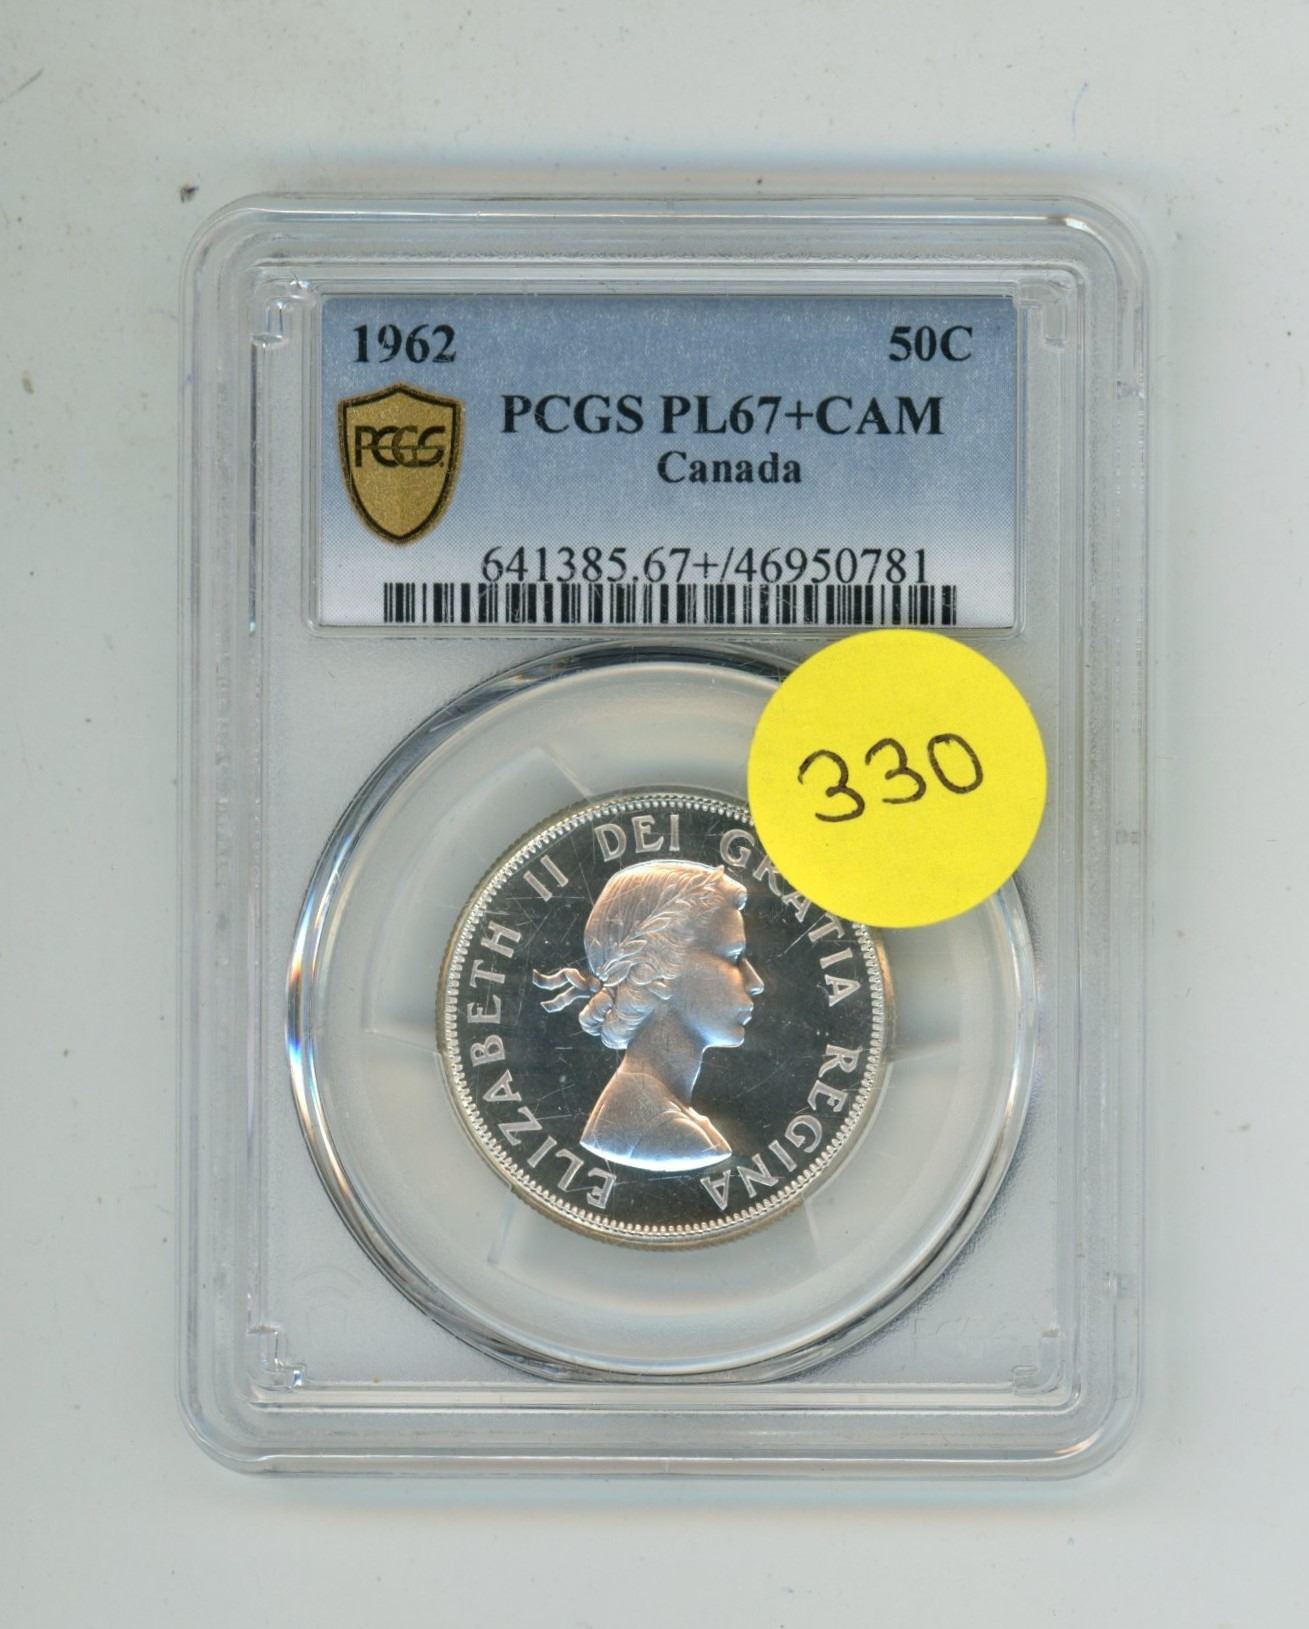 1962 50C
PCGS PL67+CAM
PCGS
Canada
641385.67+/46950781
330
ELIZABETH II DEI GRATIA REGINA